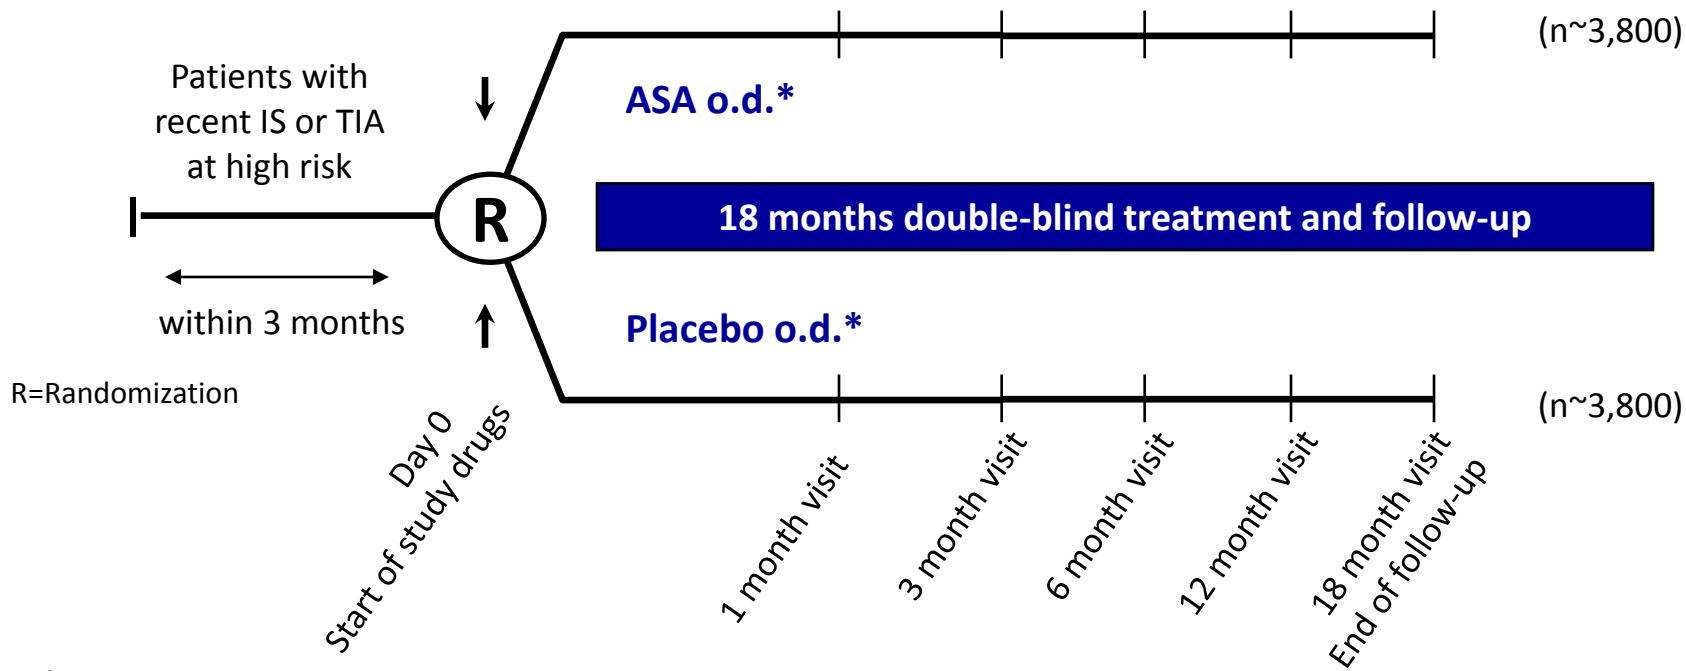 (n~3,800)
Patients with
recent IS or TIA
at high risk
ASA o.d.*
R
18 months double-blind treatment and follow-up
within 3 months
Placebo o.d.*
R=Randomization
(n~3,800)
Day 0
Start of study drugs
1 month visit
3 month visit
6 month visit
12 month visit
18 month visit
End of follow-up